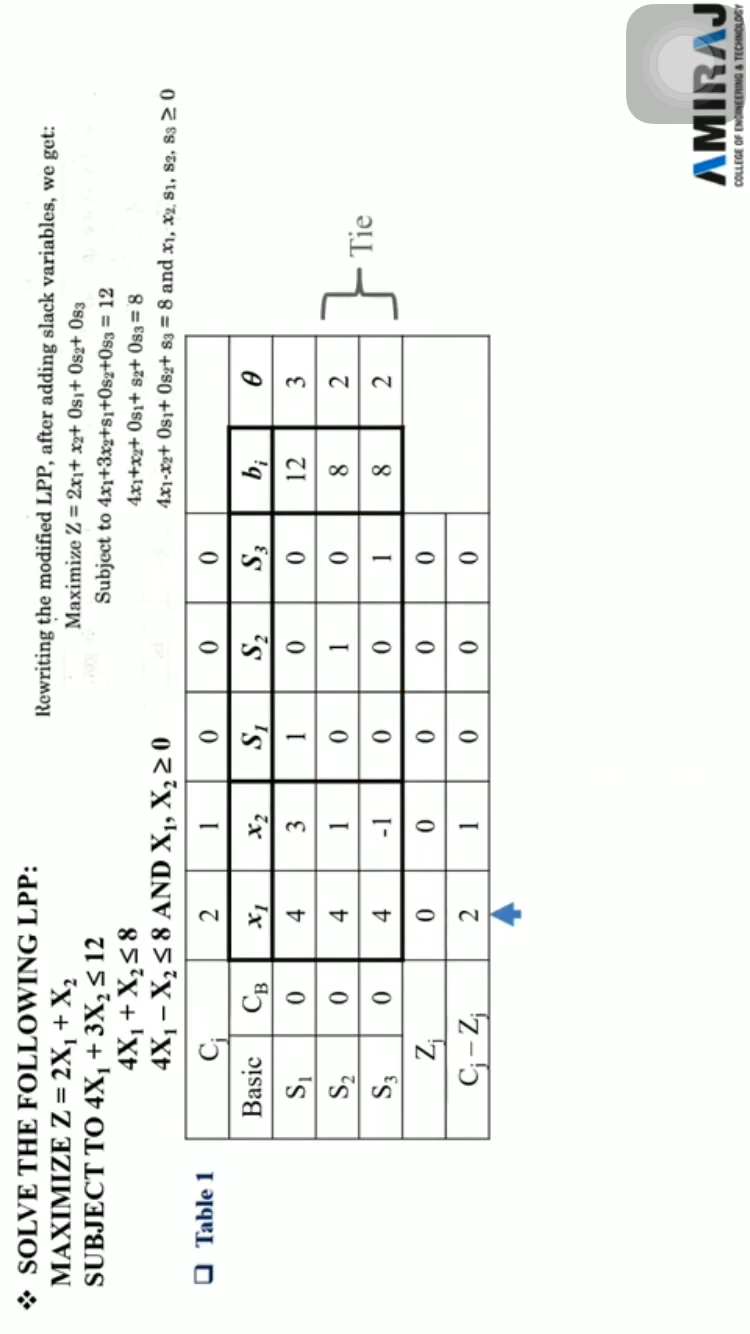 ❖ SOLVE THE FOLLOWING LPP:
MAXIMIZE Z = 2X₁ + X₂
SUBJECT TO 4X₁ + 3X₂ ≤ 12
4X₁ + X₂ ≤ 8
4X₁ – X₂ ≤ 8 AND X₁, X₂ ≥ 0
Rewriting the modified LPP, after adding slack variables, we get:
Maximize Z = 2x₁+ x₂+ 0s₁+ 0s₂+ 0s₃
Subject to 4x₁+3x₂+s₁+0s₂+0s₃ = 12
4x₁+x₂+ 0s₁+ s₂+ 0s₃ = 8
4x₁-x₂+ 0s₁+ 0s₂+ s₃ = 8 and x₁, x₂, s₁, s₂, s₃ ≥ 0
❑ Table 1
Cⱼ 2 1 0 0 0
Basic C_B x₁ x₂ S₁ S₂ S₃ bᵢ θ
S₁ 0 4 3 1 0 0 12 3
S₂ 0 4 1 0 1 0 8 2
S₃ 0 4 -1 0 0 1 8 2
Tie
Zⱼ 0 0 0 0 0
Cⱼ – Zⱼ 2 1 0 0 0
AMIRAJ
COLLEGE OF ENGINEERING & TECHNOLOGY